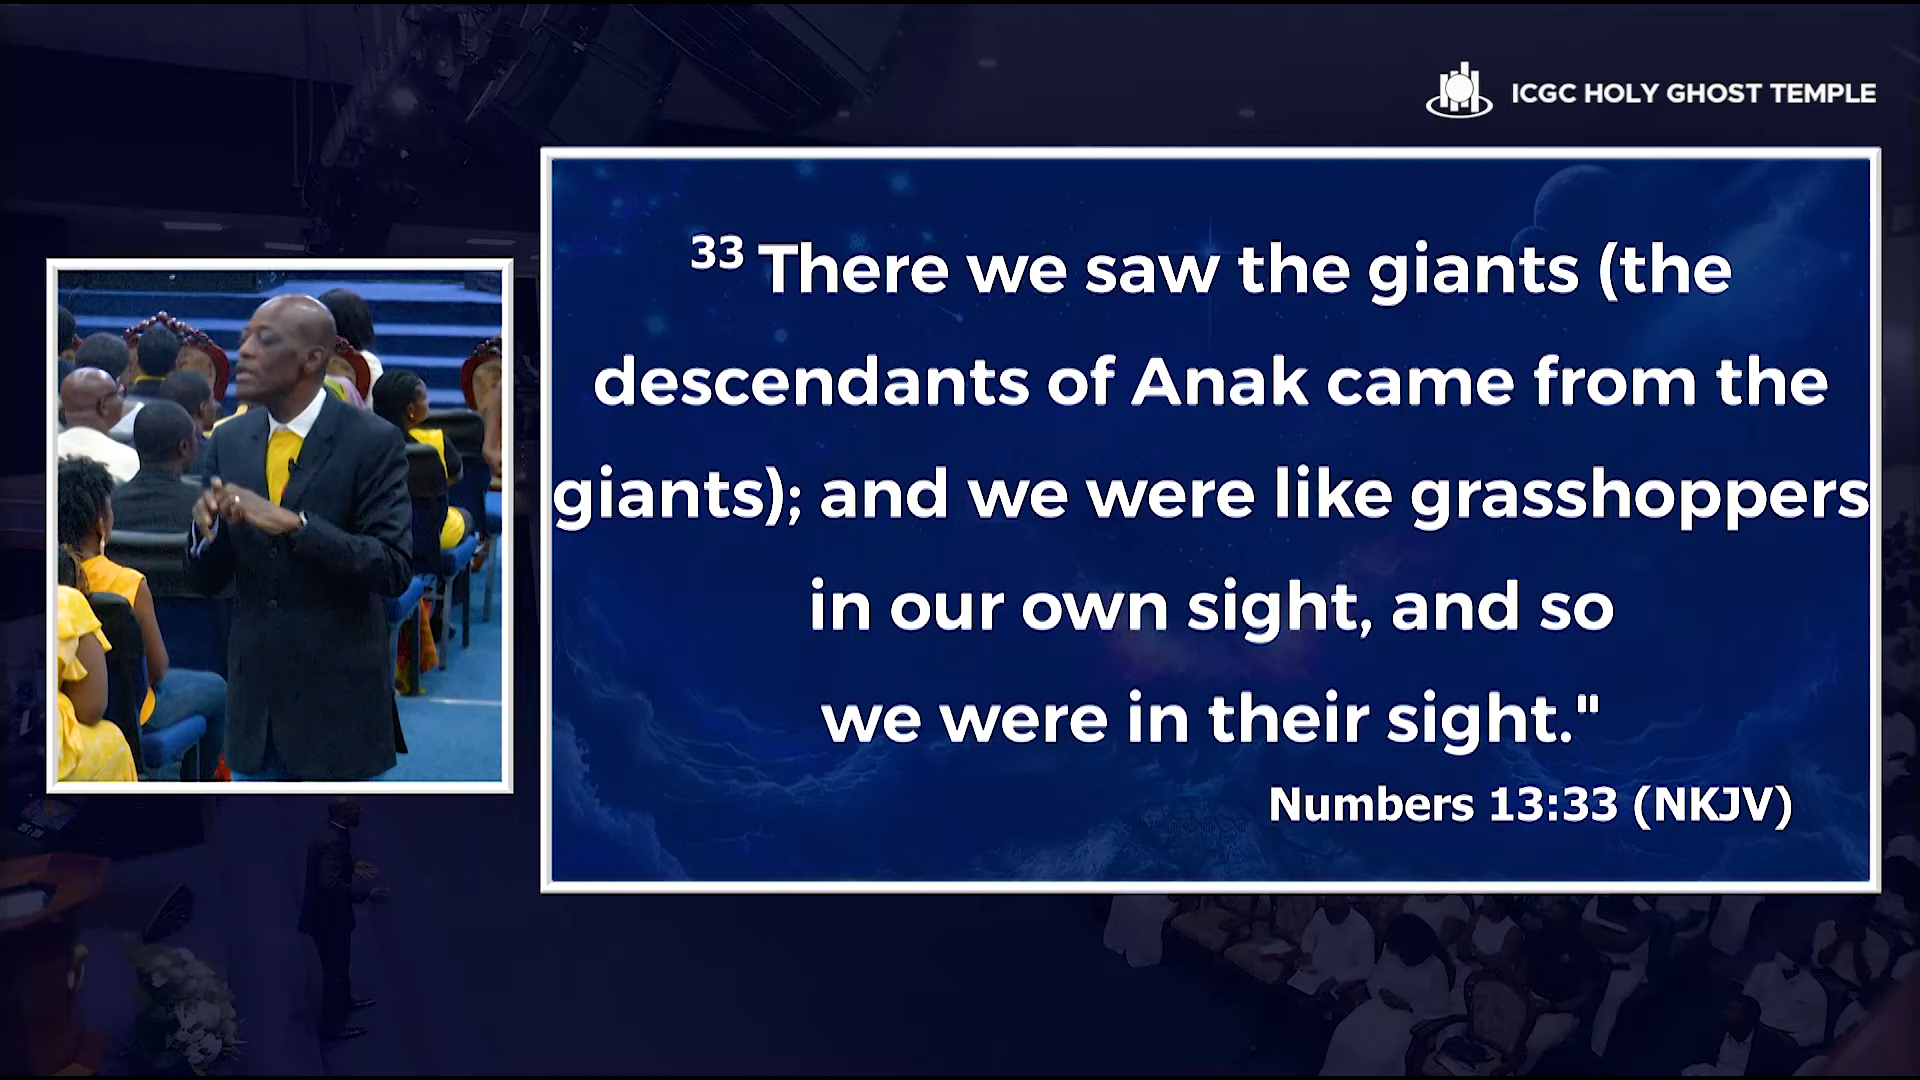 ICGC HOLY GHOST TEMPLE
33 There we saw the giants (the
descendants of Anak came from the
giants); and we were like grasshoppers
in our own sight, and so
we were in their sight."
Numbers 13:33 (NKJV)